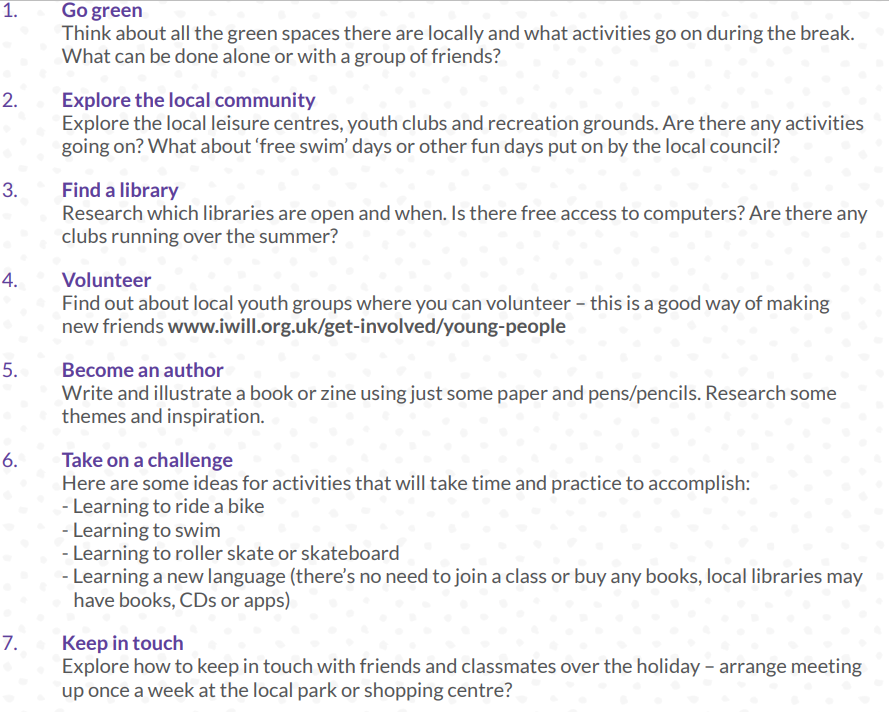 1. Go green
Think about all the green spaces there are locally and what activities go on during the break.
What can be done alone or with a group of friends?
2. Explore the local community
Explore the local leisure centres, youth clubs and recreation grounds. Are there any activities
going on? What about ‘free swim’ days or other fun days put on by the local council?
3. Find a library
Research which libraries are open and when. Is there free access to computers? Are there any
clubs running over the summer?
4. Volunteer
Find out about local youth groups where you can volunteer – this is a good way of making
new friends www.iwill.org.uk/get-involved/young-people
5. Become an author
Write and illustrate a book or zine using just some paper and pens/pencils. Research some
themes and inspiration.
6. Take on a challenge
Here are some ideas for activities that will take time and practice to accomplish:
- Learning to ride a bike
- Learning to swim
- Learning to roller skate or skateboard
- Learning a new language (there’s no need to join a class or buy any books, local libraries may
have books, CDs or apps)
7. Keep in touch
Explore how to keep in touch with friends and classmates over the holiday – arrange meeting
up once a week at the local park or shopping centre?